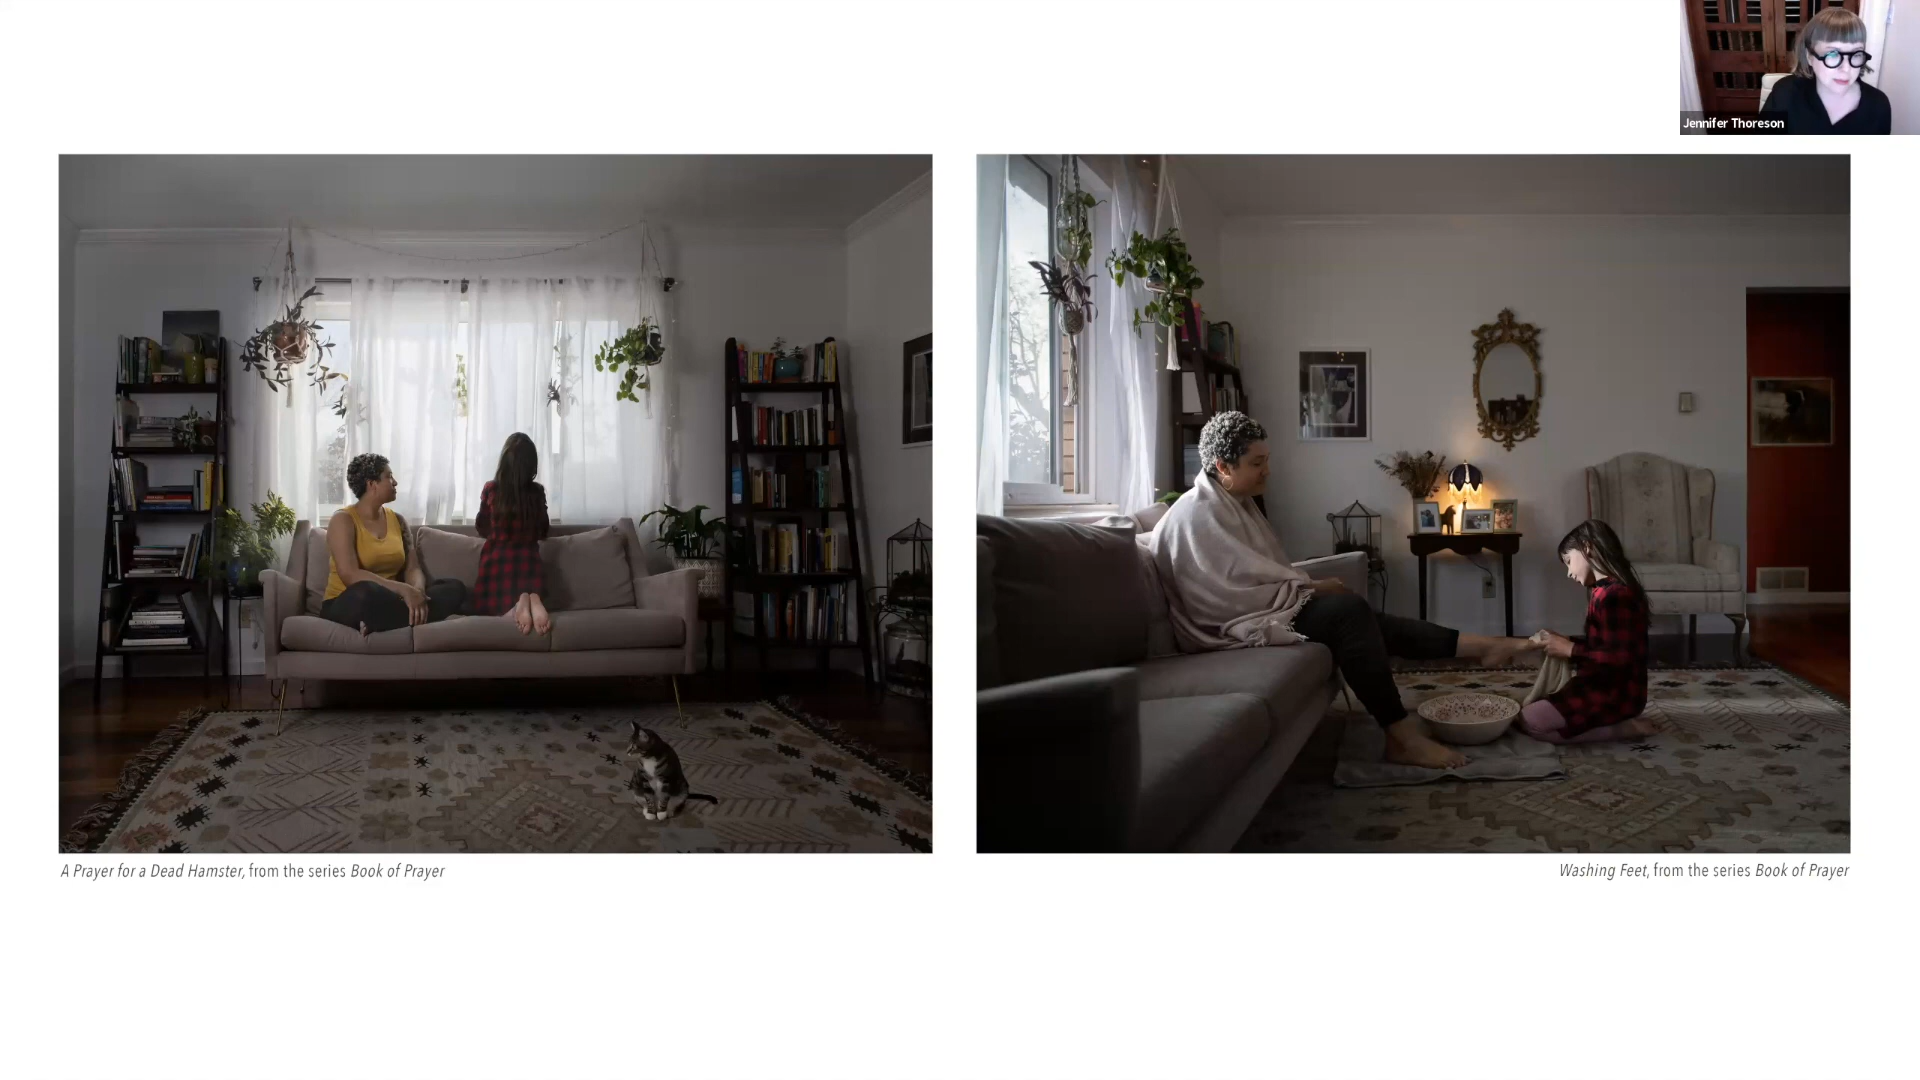 Jennifer Thoreson
A Prayer for a Dead Hamster, from the series Book of Prayer
Washing Feet, from the series Book of Prayer